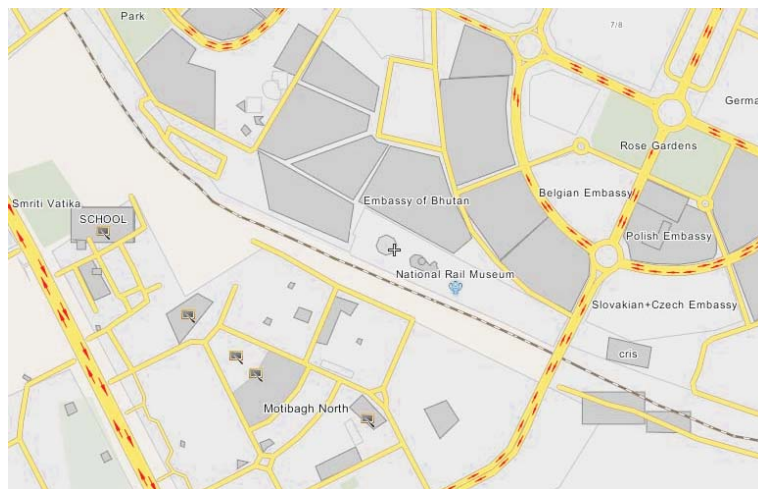 Park
7/8
Germa
Rose Gardens
Smriti Vatika
SCHOOL
Embassy of Bhutan
Belgian Embassy
Polish Embassy
National Rail Museum
Slovakian+Czech Embassy
cris
Motibagh North